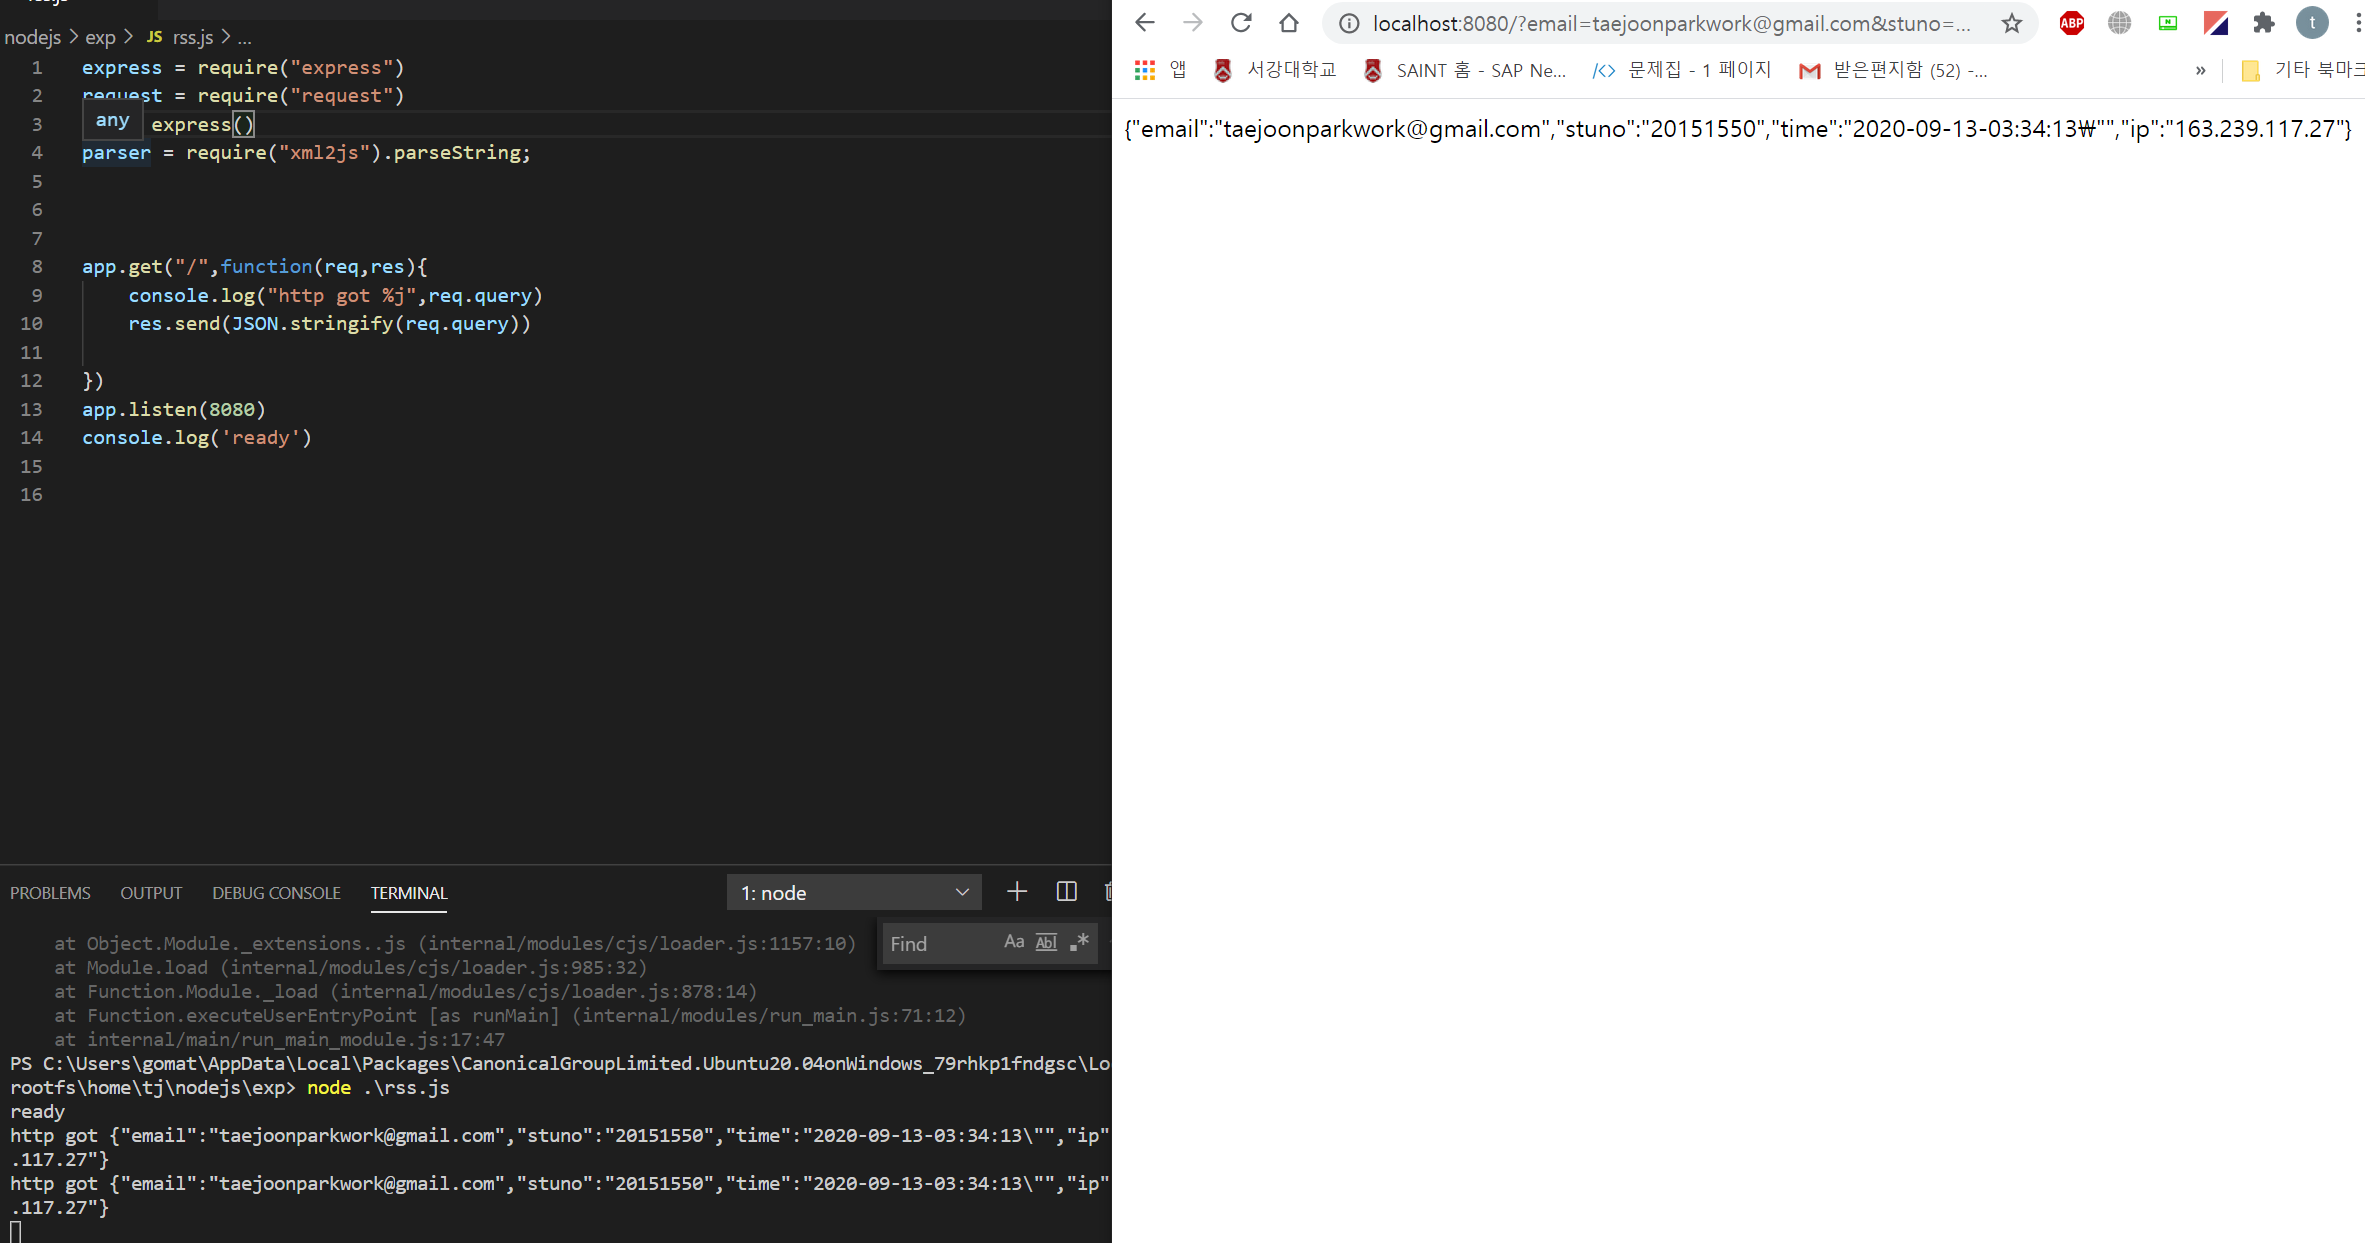 nodejs > exp > JS rss.js > ...
1 express = require("express")
2 request = require("request")
any
3 express()
4 parser = require("xml2js").parseString;
5
6
7
8 app.get("/",function(req,res){
9 console.log("http got %j",req.query)
10 res.send(JSON.stringify(req.query))
11
12 })
13 app.listen(8080)
14 console.log('ready')
15
16
PROBLEMS OUTPUT DEBUG CONSOLE TERMINAL 1: node
Find Aa Abl .*
at Object.Module._extensions..js (internal/modules/cjs/loader.js:1157:10)
at Module.load (internal/modules/cjs/loader.js:985:32)
at Function.Module._load (internal/modules/cjs/loader.js:878:14)
at Function.executeUserEntryPoint [as runMain] (internal/modules/run_main.js:71:12)
at internal/main/run_main_module.js:17:47
PS C:\Users\gomat\AppData\Local\Packages\CanonicalGroupLimited.Ubuntu20.04onWindows_79rhkp1fndgsc\Lo
rootfs\home\tj\nodejs\exp> node .\rss.js
ready
http got {"email":"taejoonparkwork@gmail.com","stuno":"20151550","time":"2020-09-13-03:34:13\"","ip"
.117.27"}
http got {"email":"taejoonparkwork@gmail.com","stuno":"20151550","time":"2020-09-13-03:34:13\"","ip"
.117.27"}
localhost:8080/?email=taejoonparkwork@gmail.com&stuno=... ABP N t
앱 서강대학교 SAINT 홈 - SAP Ne... 문제집 - 1 페이지 받은편지함 (52) -... » 기타 북마크
{"email":"taejoonparkwork@gmail.com","stuno":"20151550","time":"2020-09-13-03:34:13₩"","ip":"163.239.117.27"}